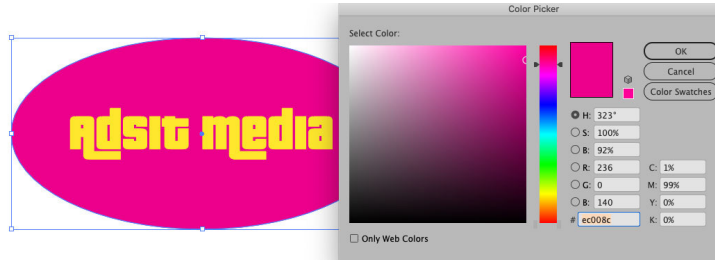 Adsit media
Color Picker
Select Color:
OK
Cancel
Color Swatches
H: 323°
S: 100%
B: 92%
R: 236 C: 1%
G: 0 M: 99%
B: 140 Y: 0%
# ec008c K: 0%
Only Web Colors